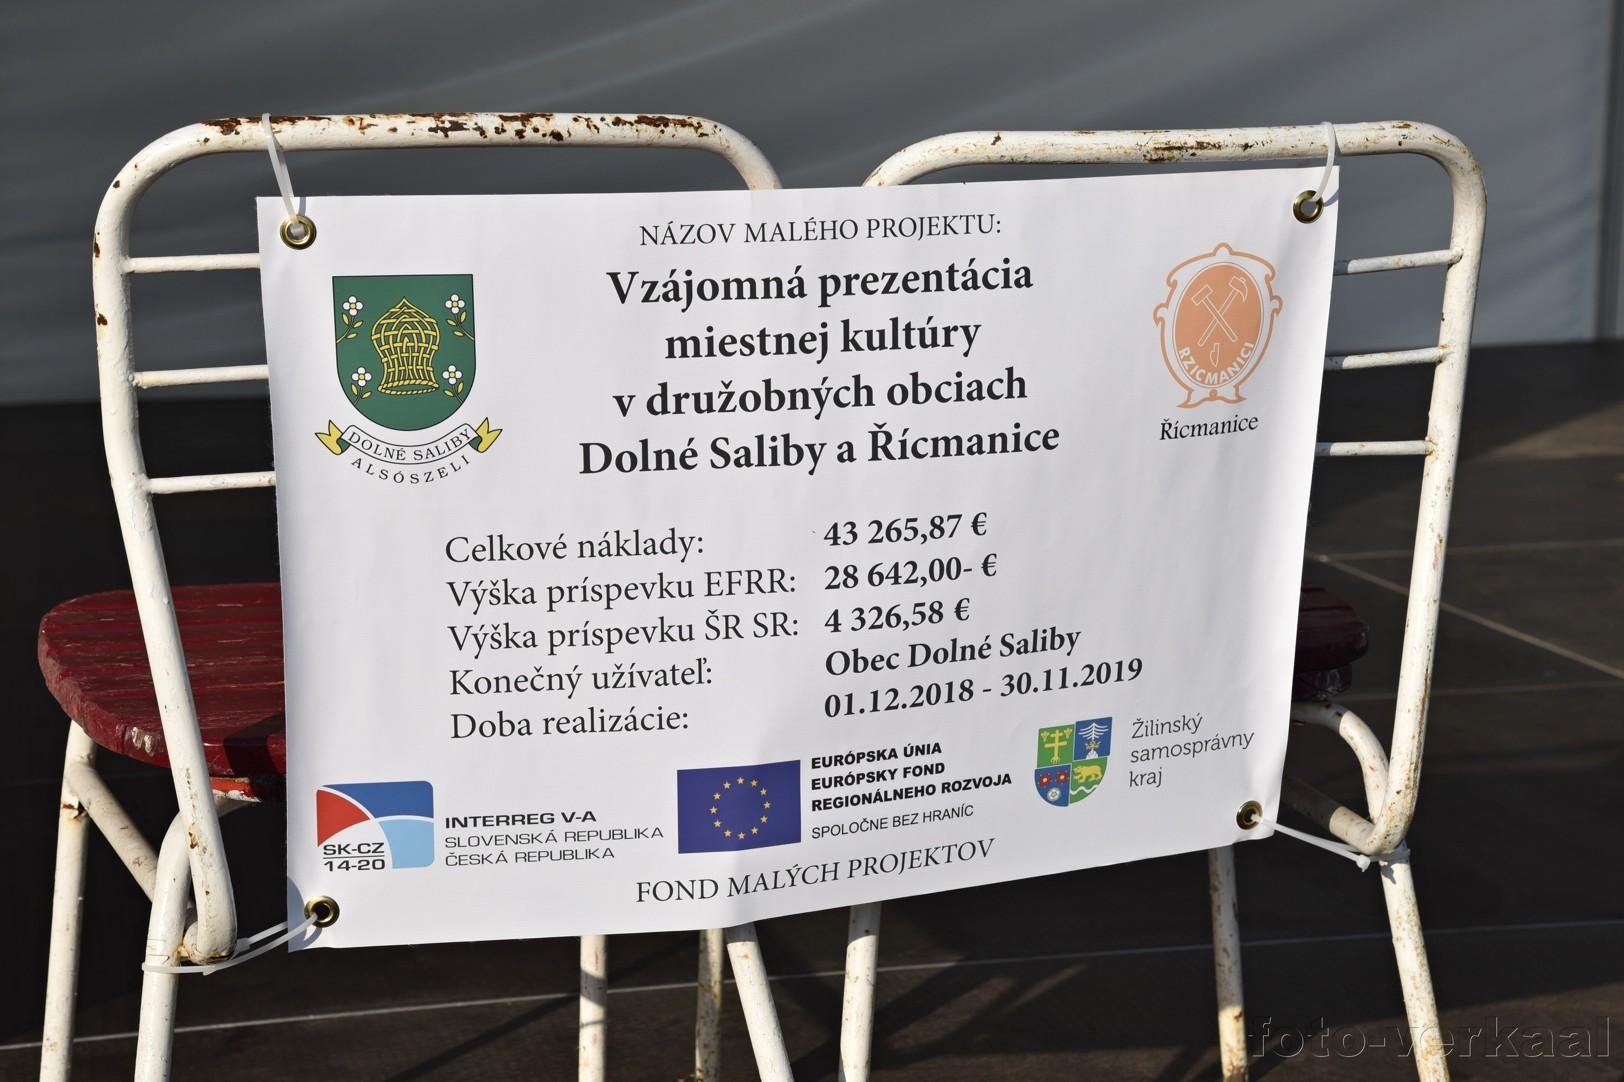 NÁZOV MALÉHO PROJEKTU:
Vzájomná prezentácia
miestnej kultúry
v družobných obciach
Dolné Saliby a Řícmanice
DOLNÉ SALIBY
ALSÓSZELI
RZICMANICI
Řícmanice
Celkové náklady: 43 265,87 €
Výška príspevku EFRR: 28 642,00- €
Výška príspevku ŠR SR: 4 326,58 €
Konečný užívateľ: Obec Dolné Saliby
Doba realizácie: 01.12.2018 - 30.11.2019
SK-CZ
14-20
INTERREG V-A
SLOVENSKÁ REPUBLIKA
ČESKÁ REPUBLIKA
EURÓPSKA ÚNIA
EURÓPSKY FOND
REGIONÁLNEHO ROZVOJA
SPOLOČNE BEZ HRANÍC
Žilinský
samosprávny
kraj
FOND MALÝCH PROJEKTOV
foto-verkaal